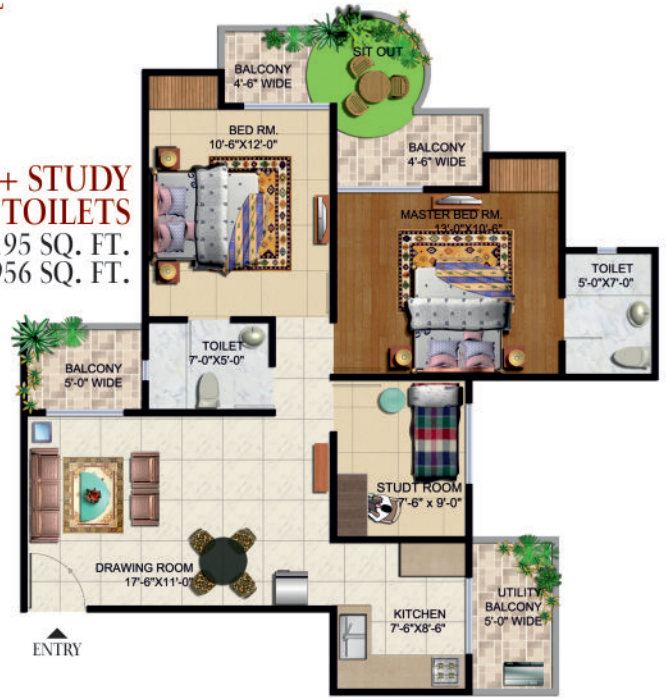 SIT OUT
BALCONY
4'-6" WIDE
BED RM.
10'-6"X12'-0"
BALCONY
4'-6" WIDE
+ STUDY
TOILETS
95 SQ. FT.
956 SQ. FT.
MASTER BED RM.
13'-0"X10'-6"
TOILET
5'-0"X7'-0"
TOILET
7'-0"X5'-0"
BALCONY
5'-0" WIDE
STUDT ROOM
7'-6" x 9'-0"
DRAWING ROOM
17'-6"X11'-0"
KITCHEN
7'-6"X8'-6"
UTILITY
BALCONY
5'-0" WIDE
ENTRY